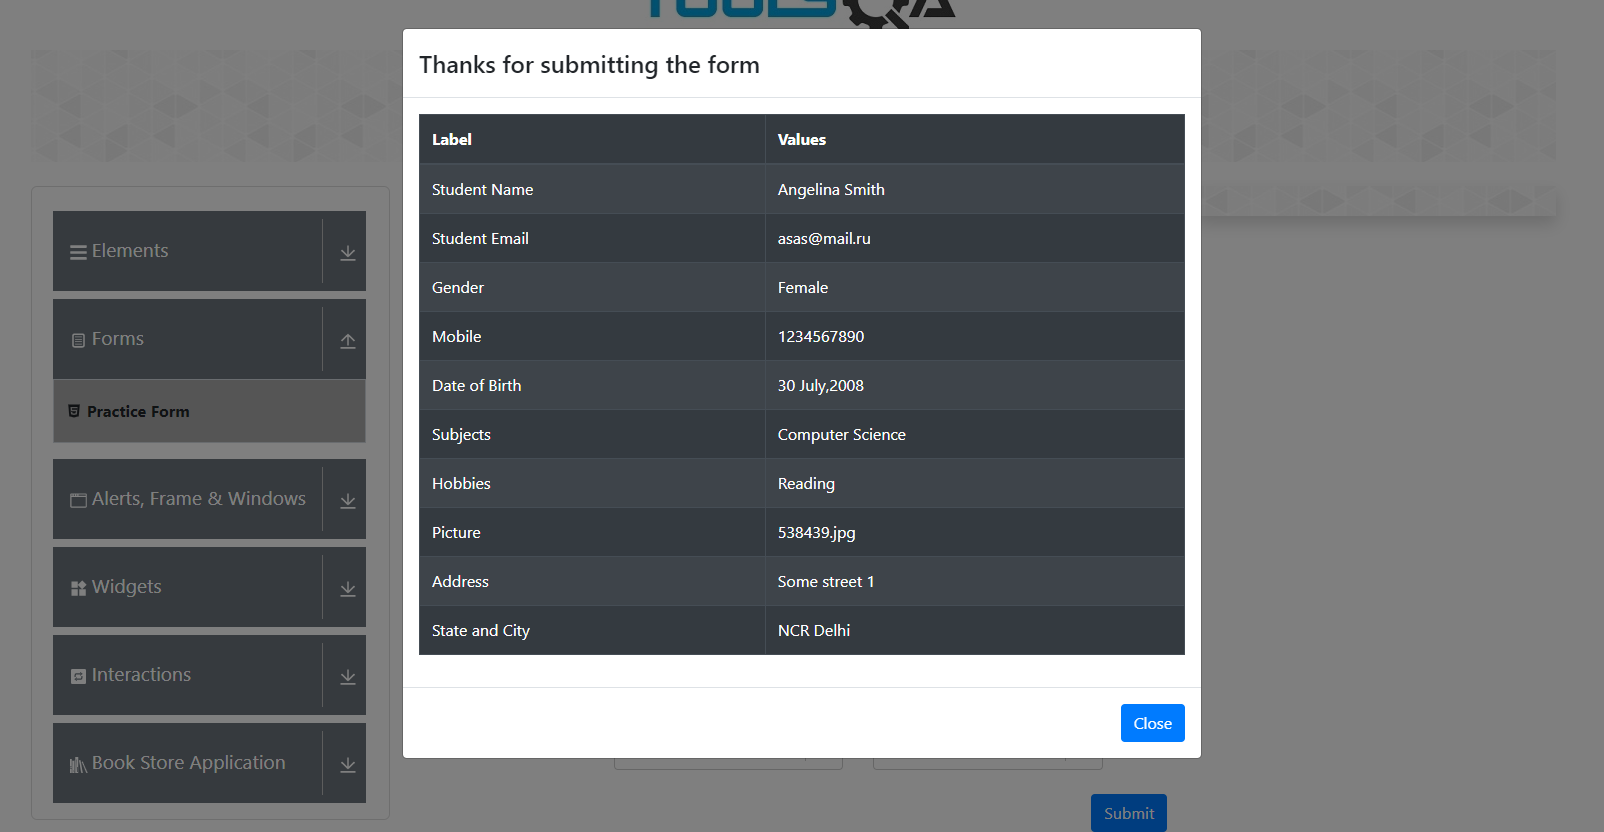 TOOLSQA
Thanks for submitting the form
Label Values
Student Name Angelina Smith
Student Email asas@mail.ru
Gender Female
Mobile 1234567890
Date of Birth 30 July,2008
Subjects Computer Science
Hobbies Reading
Picture 538439.jpg
Address Some street 1
State and City NCR Delhi
Close
Elements
Forms
Practice Form
Alerts, Frame & Windows
Widgets
Interactions
Book Store Application
Submit